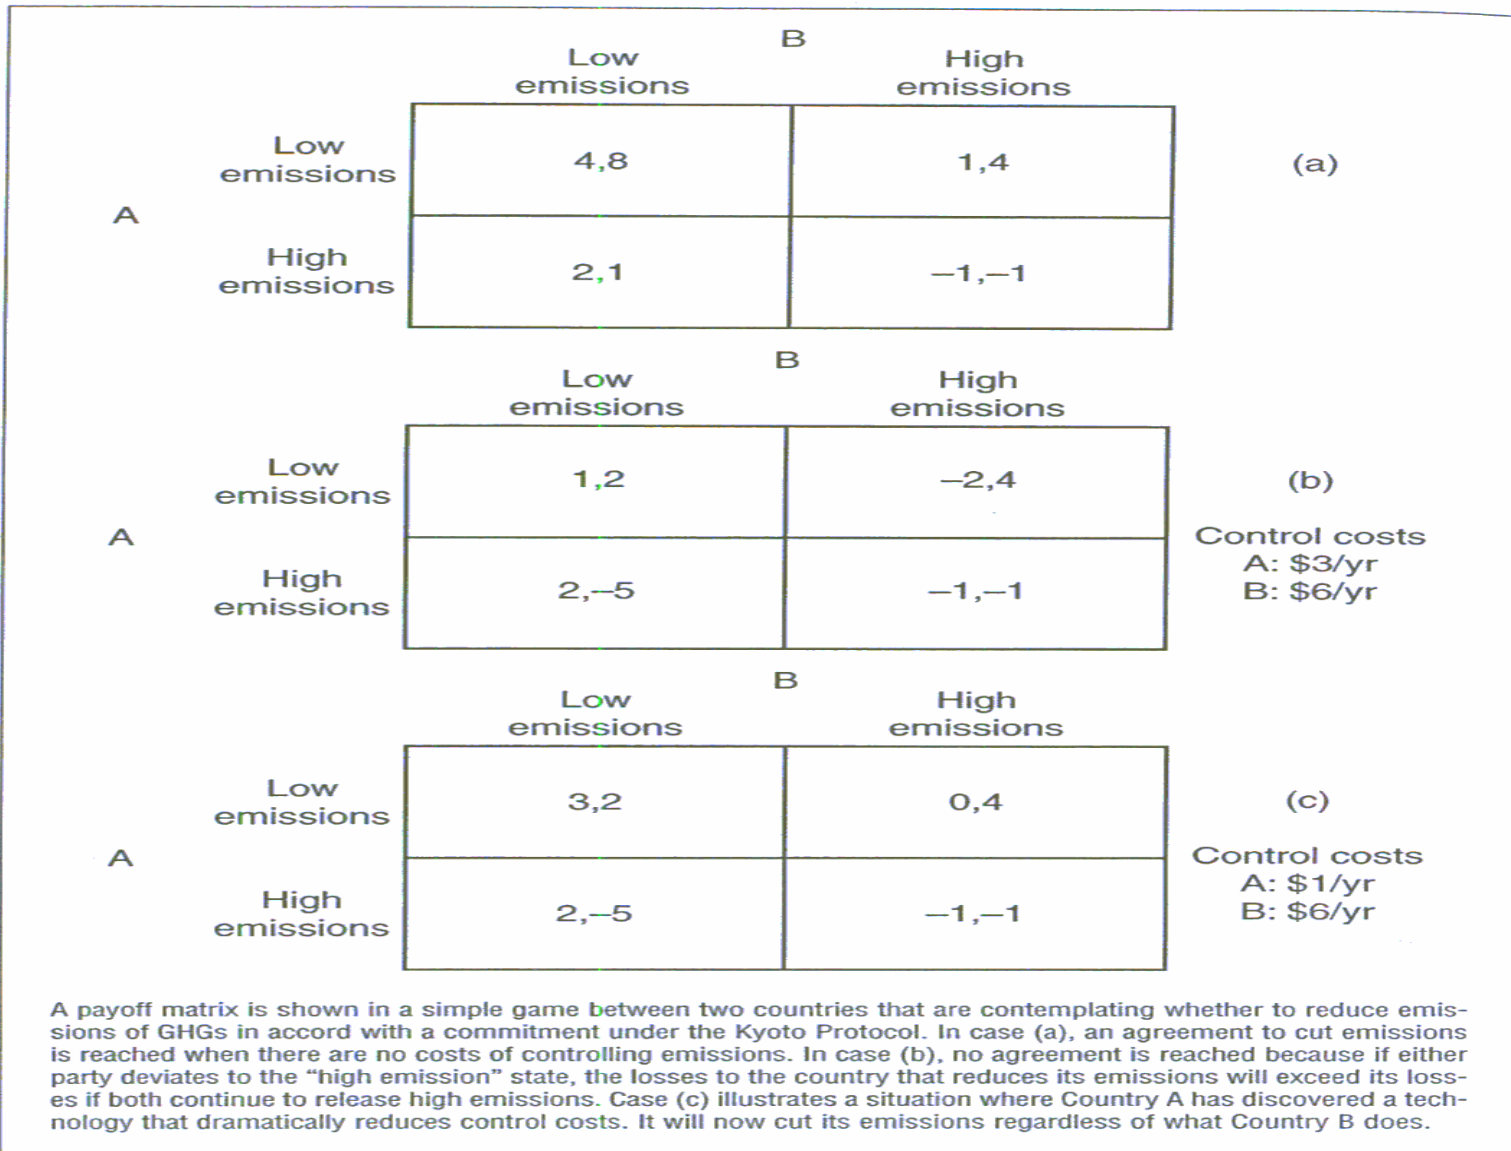 B
Low High
emissions emissions
Low
emissions 4,8 1,4 (a)
A
High
emissions 2,1 –1,–1
B
Low High
emissions emissions
Low
emissions 1,2 –2,4 (b)
A Control costs
High A: $3/yr
emissions 2,–5 –1,–1 B: $6/yr
B
Low High
emissions emissions
Low
emissions 3,2 0,4 (c)
A Control costs
High A: $1/yr
emissions 2,–5 –1,–1 B: $6/yr
A payoff matrix is shown in a simple game between two countries that are contemplating whether to reduce emis-
sions of GHGs in accord with a commitment under the Kyoto Protocol. In case (a), an agreement to cut emissions
is reached when there are no costs of controlling emissions. In case (b), no agreement is reached because if either
party deviates to the “high emission” state, the losses to the country that reduces its emissions will exceed its loss-
es if both continue to release high emissions. Case (c) illustrates a situation where Country A has discovered a tech-
nology that dramatically reduces control costs. It will now cut its emissions regardless of what Country B does.